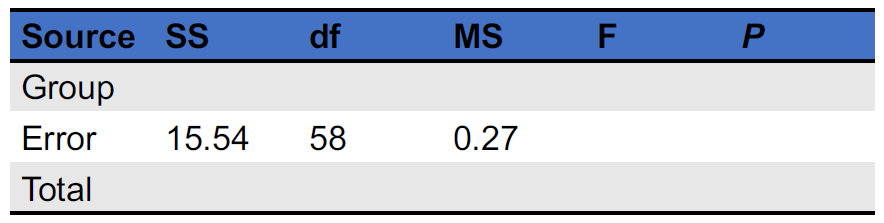 Source SS df MS F P
Group
Error 15.54 58 0.27
Total